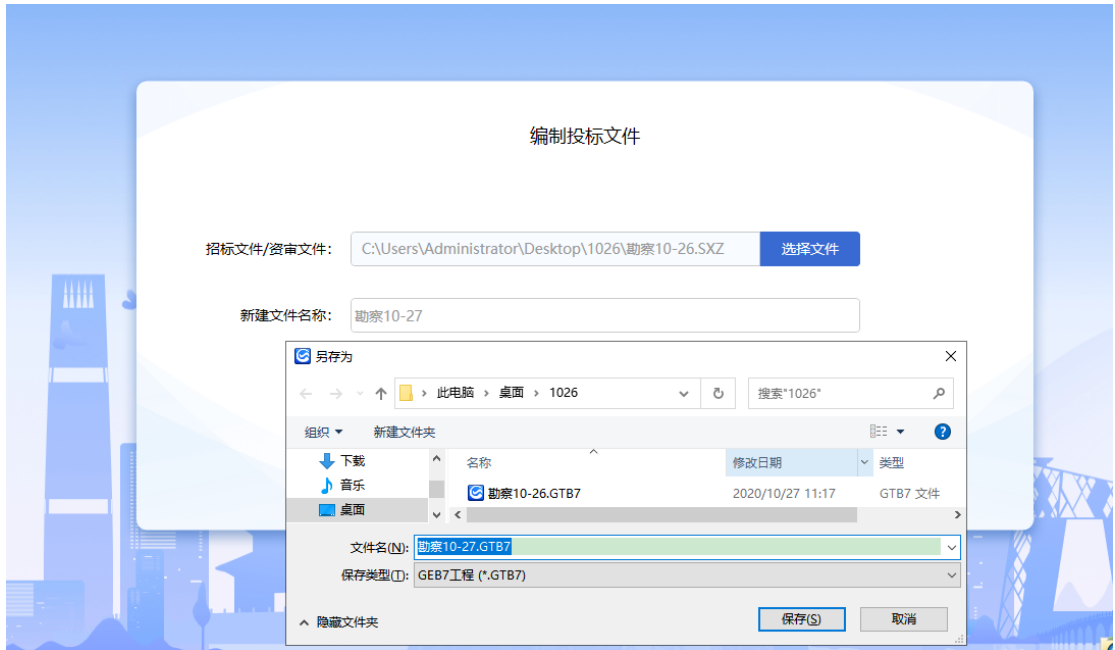 编制投标文件
招标文件/资审文件： C:\Users\Administrator\Desktop\1026\勘察10-26.SXZ 选择文件
新建文件名称： 勘察10-27
另存为
此电脑 › 桌面 › 1026 搜索"1026"
组织 新建文件夹
下载 名称 修改日期 类型
音乐 勘察10-26.GTB7 2020/10/27 11:17 GTB7 文件
桌面
文件名(N): 勘察10-27.GTB7
保存类型(T): GEB7工程 (*.GTB7)
隐藏文件夹 保存(S) 取消